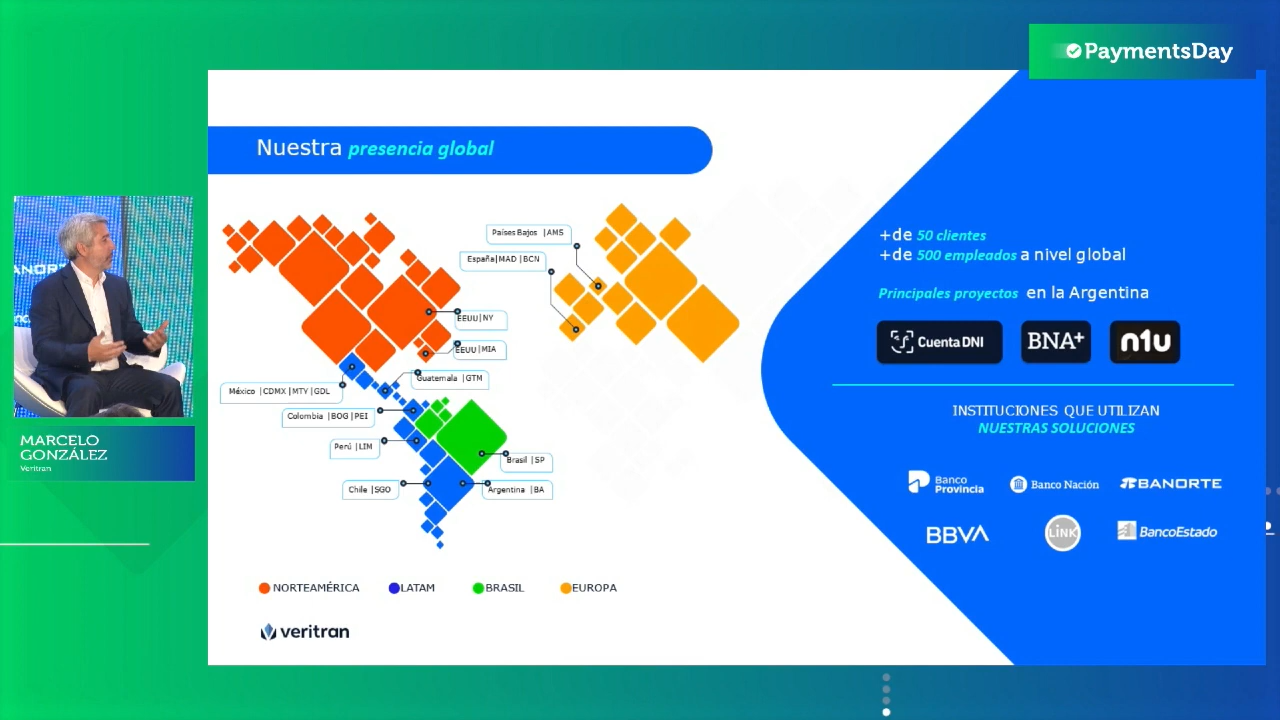 PaymentsDay
Nuestra presencia global
Países Bajos |AMS
España|MAD |BCN
EEUU|NY
EEUU|MIA
Guatemala |GTM
México |CDMX |MTY |GDL
Colombia |BOG |PEI
Perú |LIM
Brasil |SP
Chile |SGO
Argentina |BA
NORTEAMÉRICA
LATAM
BRASIL
EUROPA
veritran
+de 50 clientes
+de 500 empleados a nivel global
Principales proyectos en la Argentina
Cuenta DNI
BNA+
n1u
INSTITUCIONES QUE UTILIZAN
NUESTRAS SOLUCIONES
Banco
Provincia
Banco Nación
BANORTE
BBVA
LiNK
BancoEstado
ANORTE
MARCELO
GONZÁLEZ
Veritran